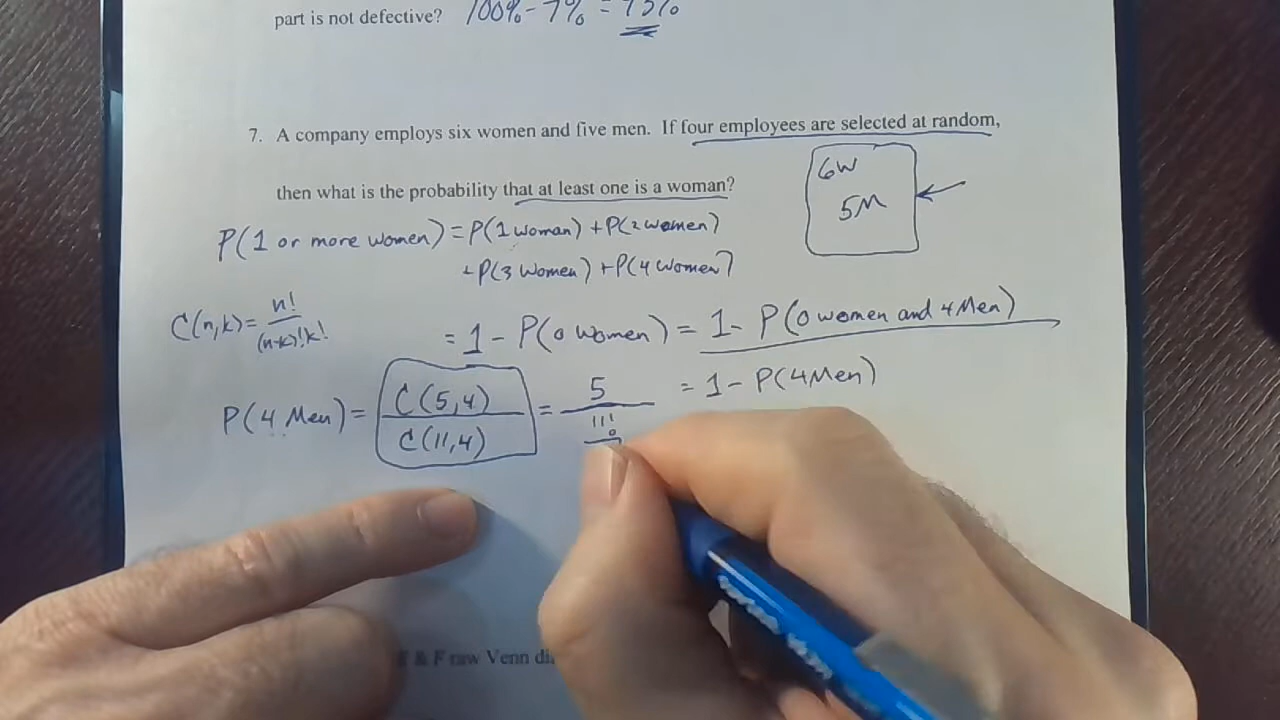 part is not defective? 100% - 7% = 93%
7. A company employs six women and five men. If four employees are selected at random,
then what is the probability that at least one is a woman?
6W
5M
P(1 or more women) = P(1 woman) + P(2 women)
+ P(3 women) + P(4 women)
C(n,k) = n! / (n-k)!k!
= 1 - P(0 women) = 1 - P(0 women and 4 Men)
= 1 - P(4 Men)
P(4 Men) = C(5,4) / C(11,4) = 5 / 11!
& F raw Venn di